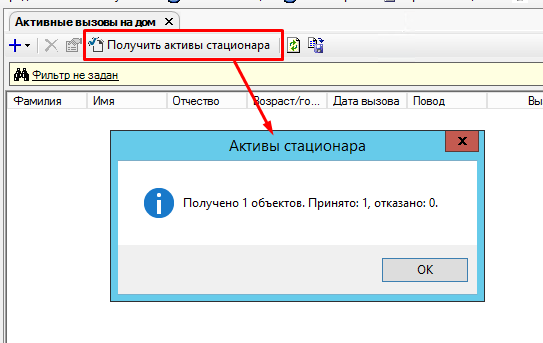 Активные вызовы на дом
Получить активы стационара
Фильтр не задан
Фамилия Имя Отчество Возраст/го... Дата вызова Повод Вы
Активы стационара
Получено 1 объектов. Принято: 1, отказано: 0.
ОК